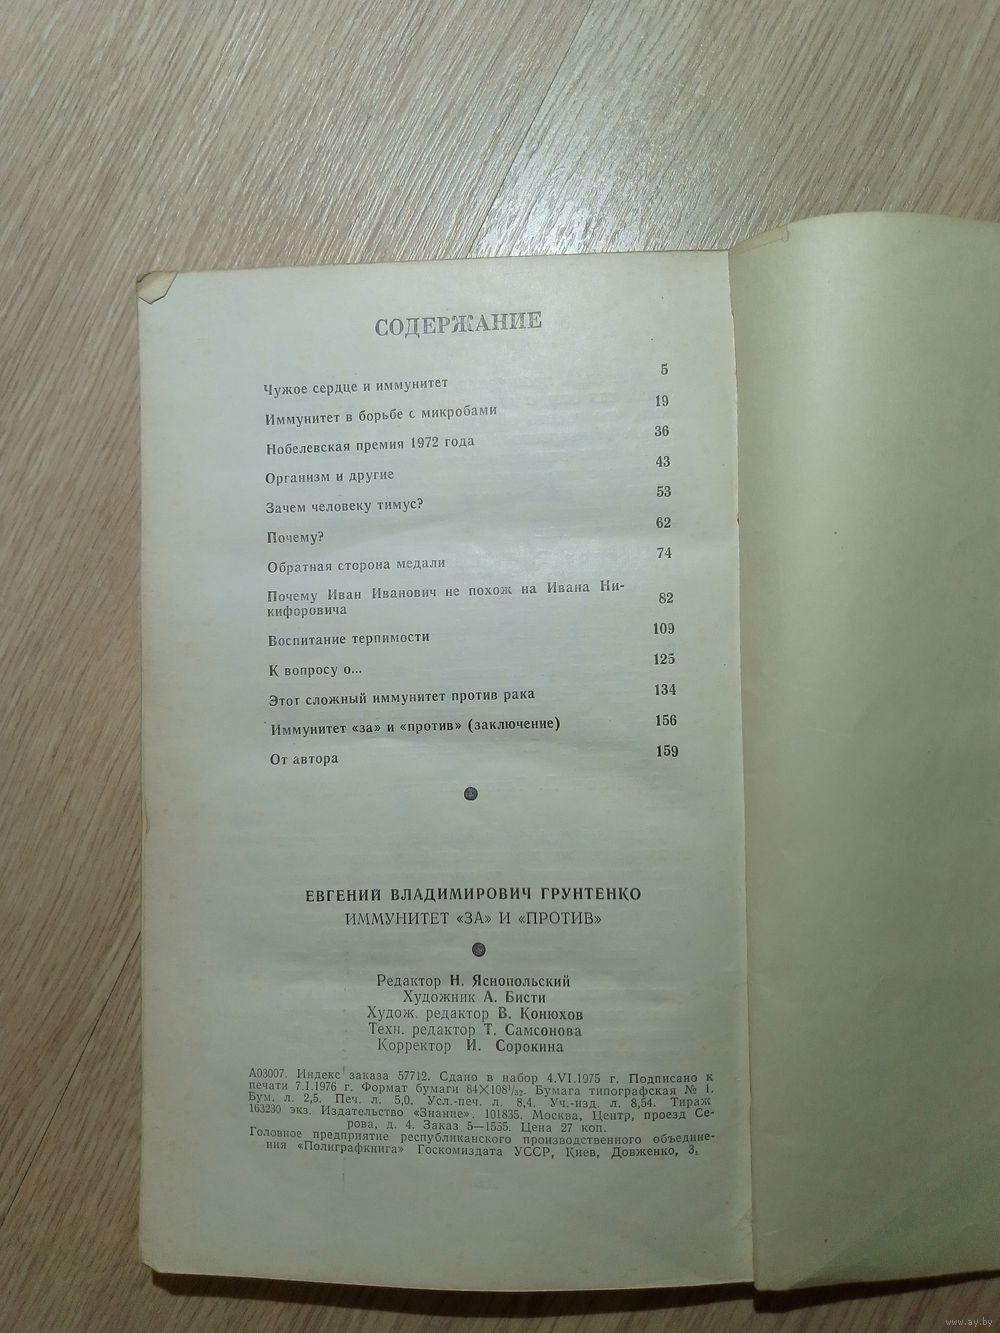 СОДЕРЖАНИЕ
Чужое сердце и иммунитет 5
Иммунитет в борьбе с микробами 19
Нобелевская премия 1972 года 36
Организм и другие 43
Зачем человеку тимус? 53
Почему? 62
Обратная сторона медали 74
Почему Иван Иванович не похож на Ивана Ни-
кифоровича 82
Воспитание терпимости 109
К вопросу о... 125
Этот сложный иммунитет против рака 134
Иммунитет «за» и «против» (заключение) 156
От автора 159
ЕВГЕНИЙ ВЛАДИМИРОВИЧ ГРУНТЕНКО
ИММУНИТЕТ «ЗА» И «ПРОТИВ»
Редактор Н. Яснопольский
Художник А. Бисти
Худож. редактор В. Конюхов
Техн. редактор Т. Самсонова
Корректор И. Сорокина
А03007. Индекс заказа 57712. Сдано в набор 4.VI.1975 г. Подписано к
печати 7.I.1976 г. Формат бумаги 84×108¹/₃₂. Бумага типографская № 1.
Бум. л. 2,5. Печ. л. 5,0. Усл.-печ. л. 8,4. Уч.-изд. л. 8,54. Тираж
163230 экз. Издательство «Знание». 101835. Москва, Центр, проезд Се-
рова, д. 4. Заказ 5—1555. Цена 27 коп.
Головное предприятие республиканского производственного объедине-
ния «Полиграфкнига» Госкомиздата УССР, Киев, Довженко, 3.
www.ay.by